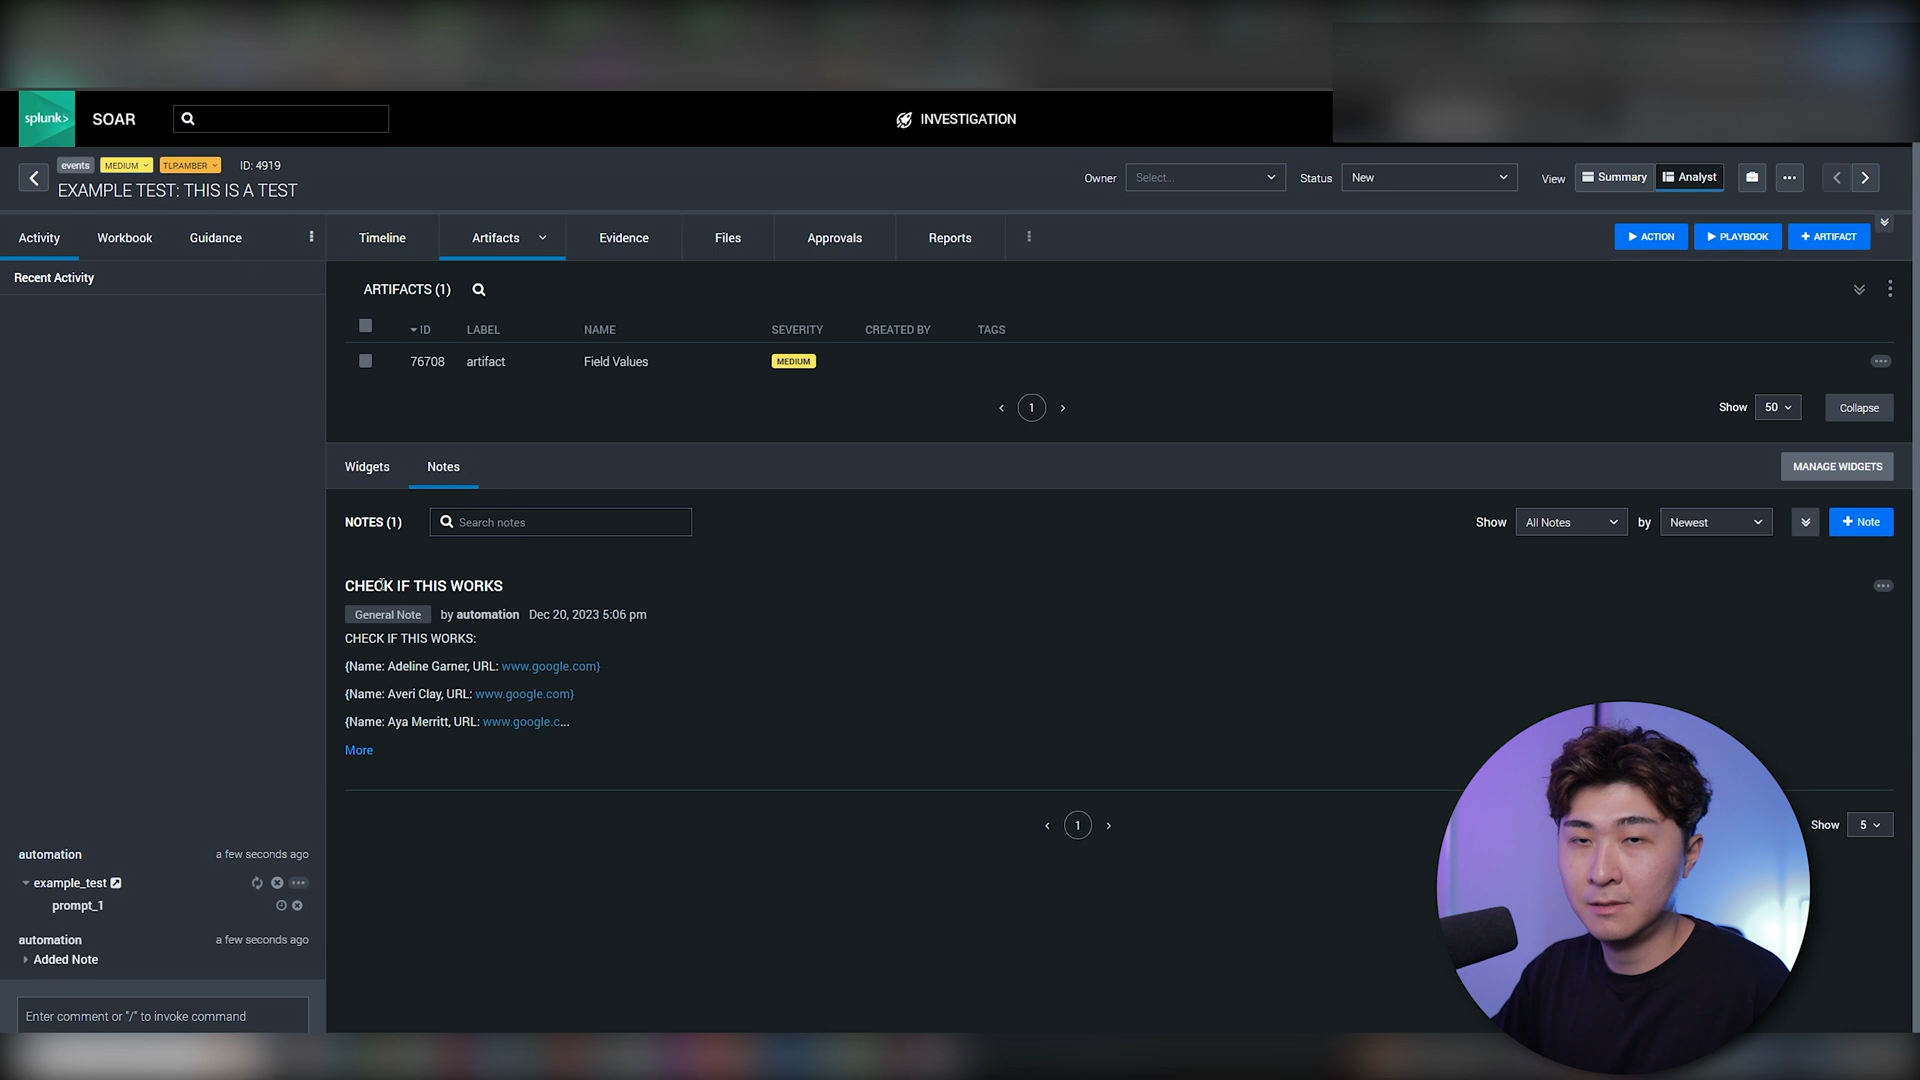 splunk>
SOAR
INVESTIGATION
events
MEDIUM
TLP:AMBER
ID: 4919
EXAMPLE TEST: THIS IS A TEST
Owner
Select...
Status
New
View
Summary
Analyst
...
Activity
Workbook
Guidance
Timeline
Artifacts
Evidence
Files
Approvals
Reports
ACTION
PLAYBOOK
+ ARTIFACT
Recent Activity
ARTIFACTS (1)
ID LABEL NAME SEVERITY CREATED BY TAGS
76708 artifact Field Values MEDIUM
1
Show 50
Collapse
Widgets
Notes
MANAGE WIDGETS
NOTES (1)
Search notes
Show
All Notes
by
Newest
+ Note
CHECK IF THIS WORKS
General Note by automation Dec 20, 2023 5:06 pm
CHECK IF THIS WORKS:
{Name: Adeline Garner, URL: www.google.com}
{Name: Averi Clay, URL: www.google.com}
{Name: Aya Merritt, URL: www.google.c...
More
1
Show 5
automation a few seconds ago
example_test
prompt_1
automation a few seconds ago
Added Note
Enter comment or "/" to invoke command